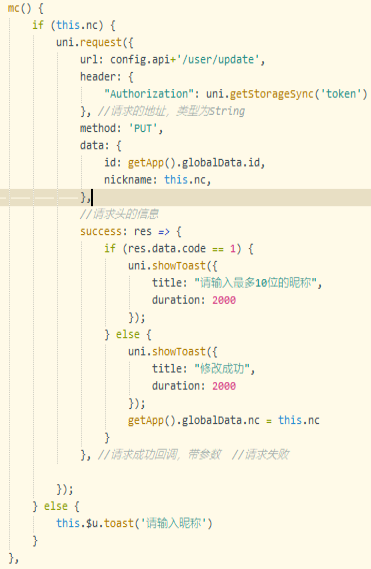 mc() {
if (this.nc) {
uni.request({
url: config.api+'/user/update',
header: {
"Authorization": uni.getStorageSync('token')
}, //请求的地址，类型为String
method: 'PUT',
data: {
id: getApp().globalData.id,
nickname: this.nc,
},
//请求头的信息
success: res => {
if (res.data.code == 1) {
uni.showToast({
title: "请输入最多10位的昵称",
duration: 2000
});
} else {
uni.showToast({
title: "修改成功",
duration: 2000
});
getApp().globalData.nc = this.nc
}
}, //请求成功回调，带参数  //请求失败
});
} else {
this.$u.toast('请输入昵称')
}
},